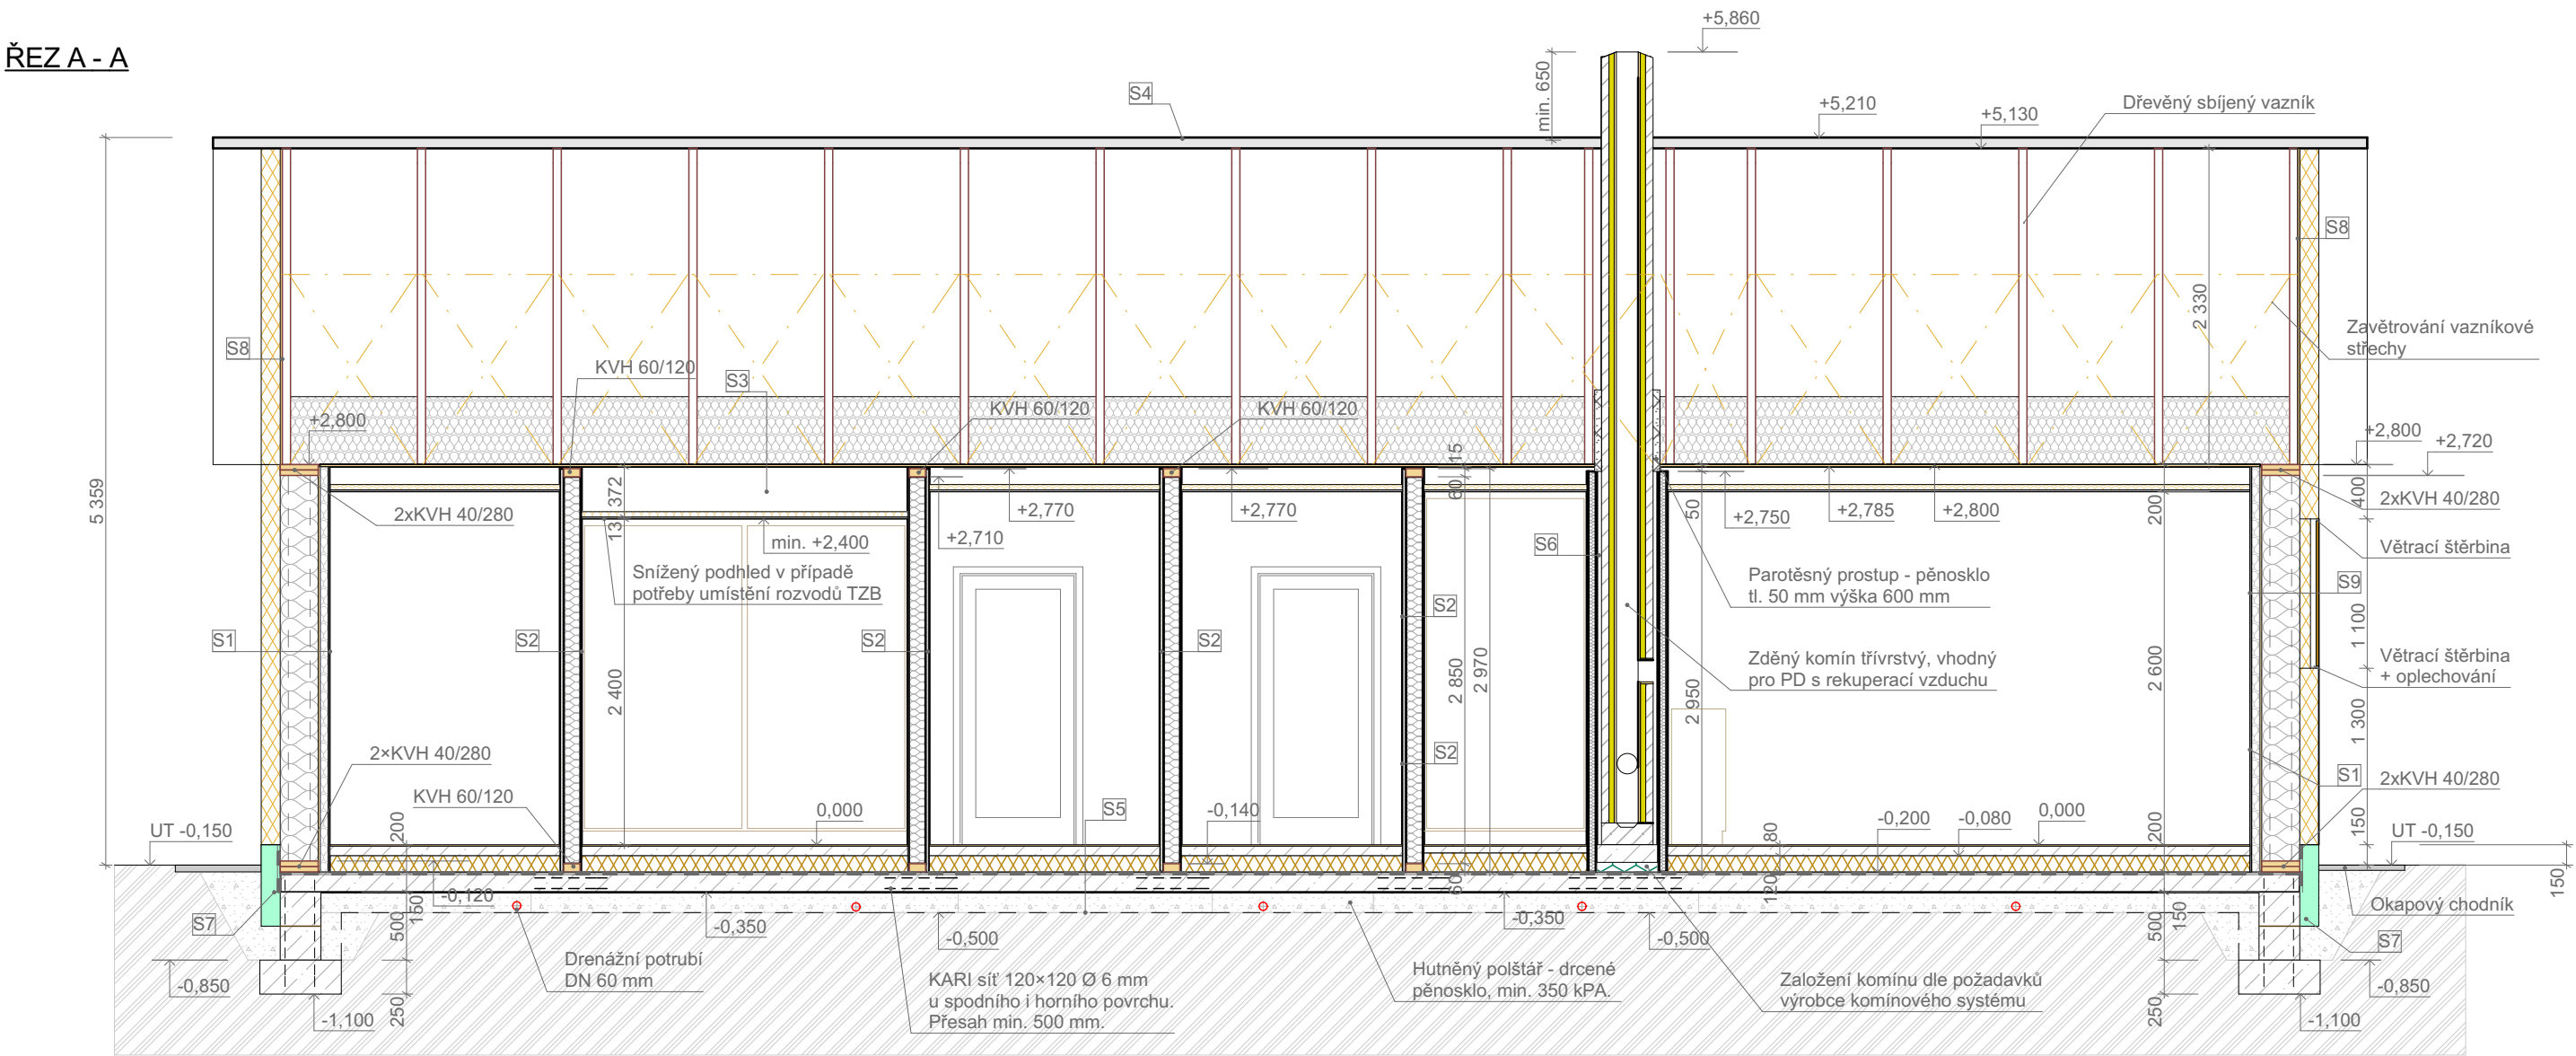 ŘEZ A - A
+5,860
min. 650
S4
+5,210
+5,130
Dřevěný sbíjený vazník
S8
5 359
2 330
Zavětrování vazníkové
střechy
S8
KVH 60/120
S3
KVH 60/120
KVH 60/120
+2,800
+2,800
+2,720
15
60
372
13
2xKVH 40/280
+2,710
+2,770
+2,770
50
+2,750
+2,785
+2,800
200
400
2xKVH 40/280
min. +2,400
S6
Větrací štěrbina
Snížený podhled v případě
potřeby umístění rozvodů TZB
Parotěsný prostup - pěnosklo
tl. 50 mm výška 600 mm
S9
S2
S1
S2
S2
S2
1 100
2 400
2 850
2 970
2 950
2 600
Zděný komín třívrstvý, vhodný
pro PD s rekuperací vzduchu
Větrací štěrbina
+ oplechování
1 300
2×KVH 40/280
S2
S1
2xKVH 40/280
KVH 60/120
0,000
S5
-0,140
-0,200
-0,080
0,000
80
200
150
UT -0,150
200
UT -0,150
150
-0,120
150
60
120
-0,350
-0,350
Okapový chodník
S7
500
-0,500
-0,500
500
150
S7
Drenážní potrubí
DN 60 mm
KARI síť 120×120 Ø 6 mm
u spodního i horního povrchu.
Přesah min. 500 mm.
Hutněný polštář - drcené
pěnosklo, min. 350 kPA.
Založení komínu dle požadavků
výrobce komínového systému
-0,850
-0,850
250
-1,100
250
-1,100